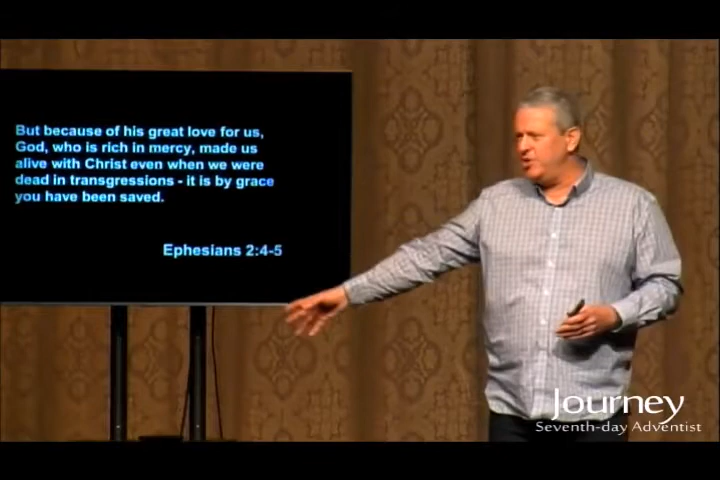 But because of his great love for us,
God, who is rich in mercy, made us
alive with Christ even when we were
dead in transgressions - it is by grace
you have been saved.
Ephesians 2:4-5
Journey
Seventh-day Adventist